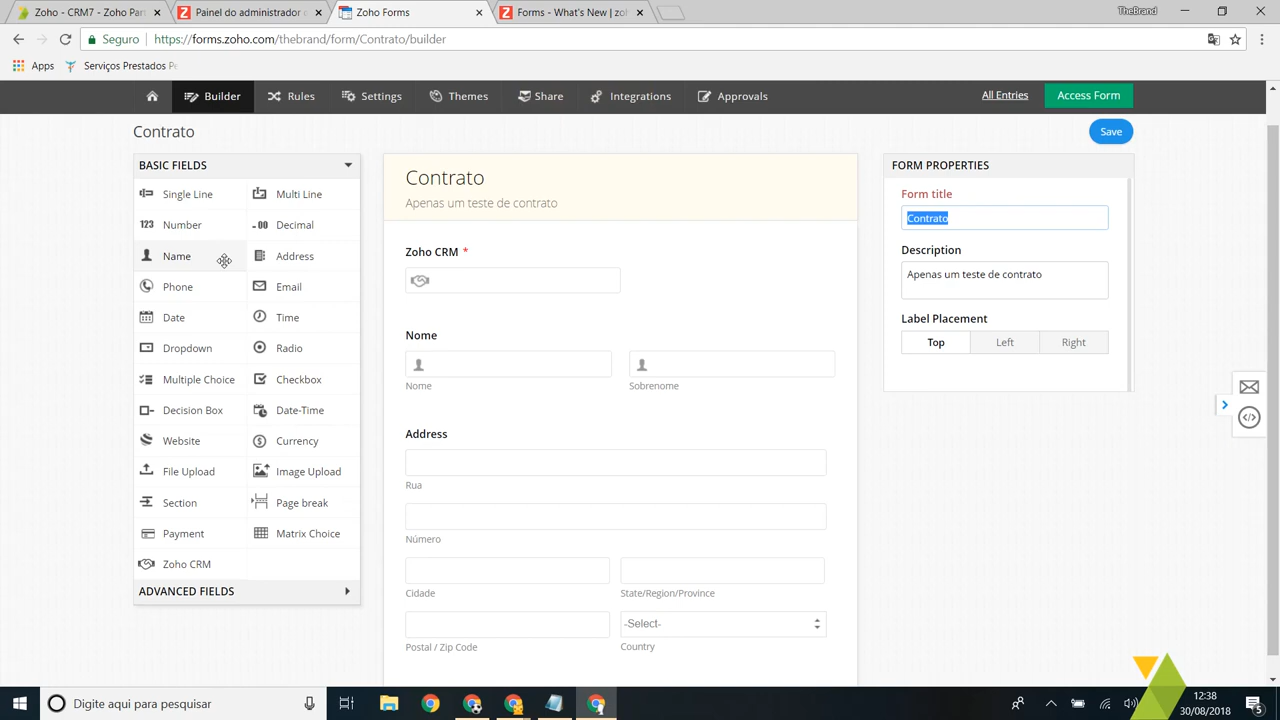 Zoho - CRM7 - Zoho Part
Painel do administrador d
Zoho Forms
Forms - What's New | zoh
TheBrand
Seguro
https://forms.zoho.com/thebrand/form/Contrato/builder
Apps
Serviços Prestados Pe
Builder
Rules
Settings
Themes
Share
Integrations
Approvals
All Entries
Access Form
Contrato
Save
BASIC FIELDS
Single Line
Multi Line
123 Number
.00 Decimal
Name
Address
Phone
Email
Date
Time
Dropdown
Radio
Multiple Choice
Checkbox
Decision Box
Date-Time
Website
Currency
File Upload
Image Upload
Section
Page break
Payment
Matrix Choice
Zoho CRM
ADVANCED FIELDS
Contrato
Apenas um teste de contrato
Zoho CRM *
Nome
Nome
Sobrenome
Address
Rua
Número
Cidade
State/Region/Province
-Select-
Postal / Zip Code
Country
FORM PROPERTIES
Form title
Contrato
Description
Apenas um teste de contrato
Label Placement
Top
Left
Right
Digite aqui para pesquisar
12:38
30/08/2018
5